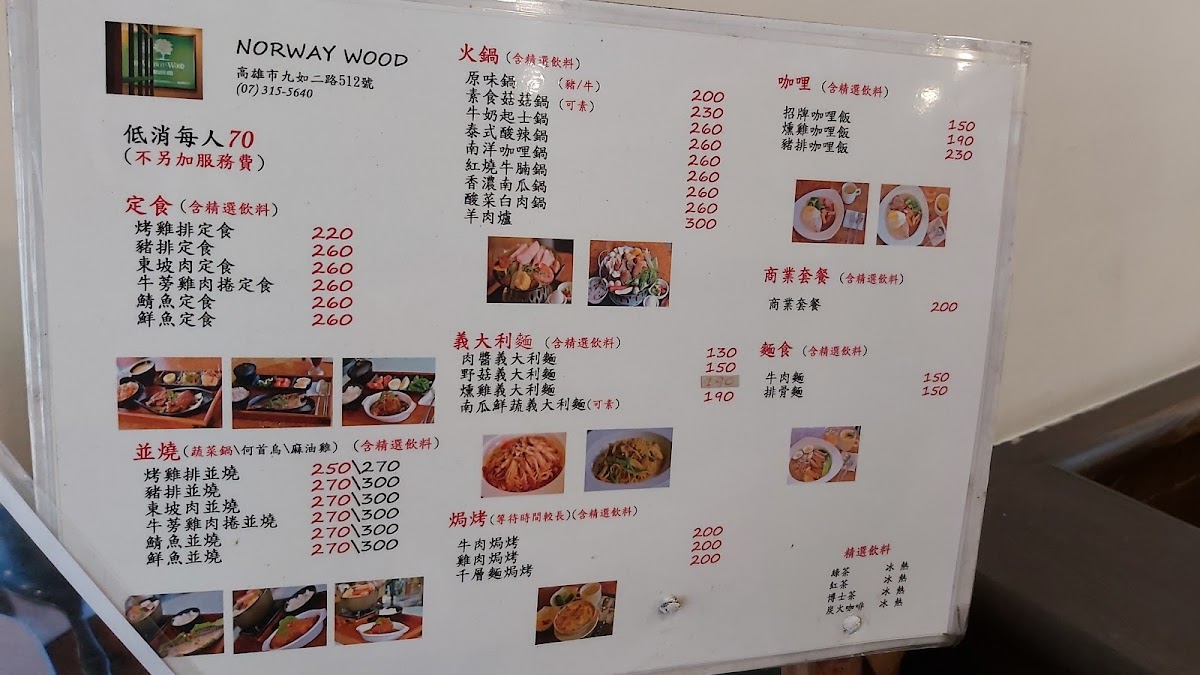 NORWAY WOOD
高雄市九如二路512號
(07) 315-5640
低消每人70
(不另加服務費)
定食(含精選飲料)
烤雞排定食 220
豬排定食 260
東坡肉定食 260
牛蒡雞肉捲定食 260
鯖魚定食 260
鮮魚定食 260
並燒(蔬菜鍋\何首烏\麻油雞) (含精選飲料)
烤雞排並燒 250\270
豬排並燒 270\300
東坡肉並燒 270\300
牛蒡雞肉捲並燒 270\300
鯖魚並燒 270\300
鮮魚並燒 270\300
火鍋(含精選飲料)
原味鍋 (豬/牛) 200
素食菇菇鍋(可素) 230
牛奶起士鍋 260
泰式酸辣鍋 260
南洋咖哩鍋 260
紅燒牛腩鍋 260
香濃南瓜鍋 260
酸菜白肉鍋 260
羊肉爐 300
義大利麵 (含精選飲料)
肉醬義大利麵 130
野菇義大利麵 150
燻雞義大利麵
南瓜鮮蔬義大利麵(可素) 190
焗烤(等待時間較長)(含精選飲料)
牛肉焗烤 200
雞肉焗烤 200
千層麵焗烤 200
咖哩 (含精選飲料)
招牌咖哩飯 150
燻雞咖哩飯 190
豬排咖哩飯 230
商業套餐 (含精選飲料)
商業套餐 200
麵食 (含精選飲料)
牛肉麵 150
排骨麵 150
精選飲料
綠茶 冰 熱
紅茶 冰 熱
博士茶 冰 熱
炭火咖啡 冰 熱